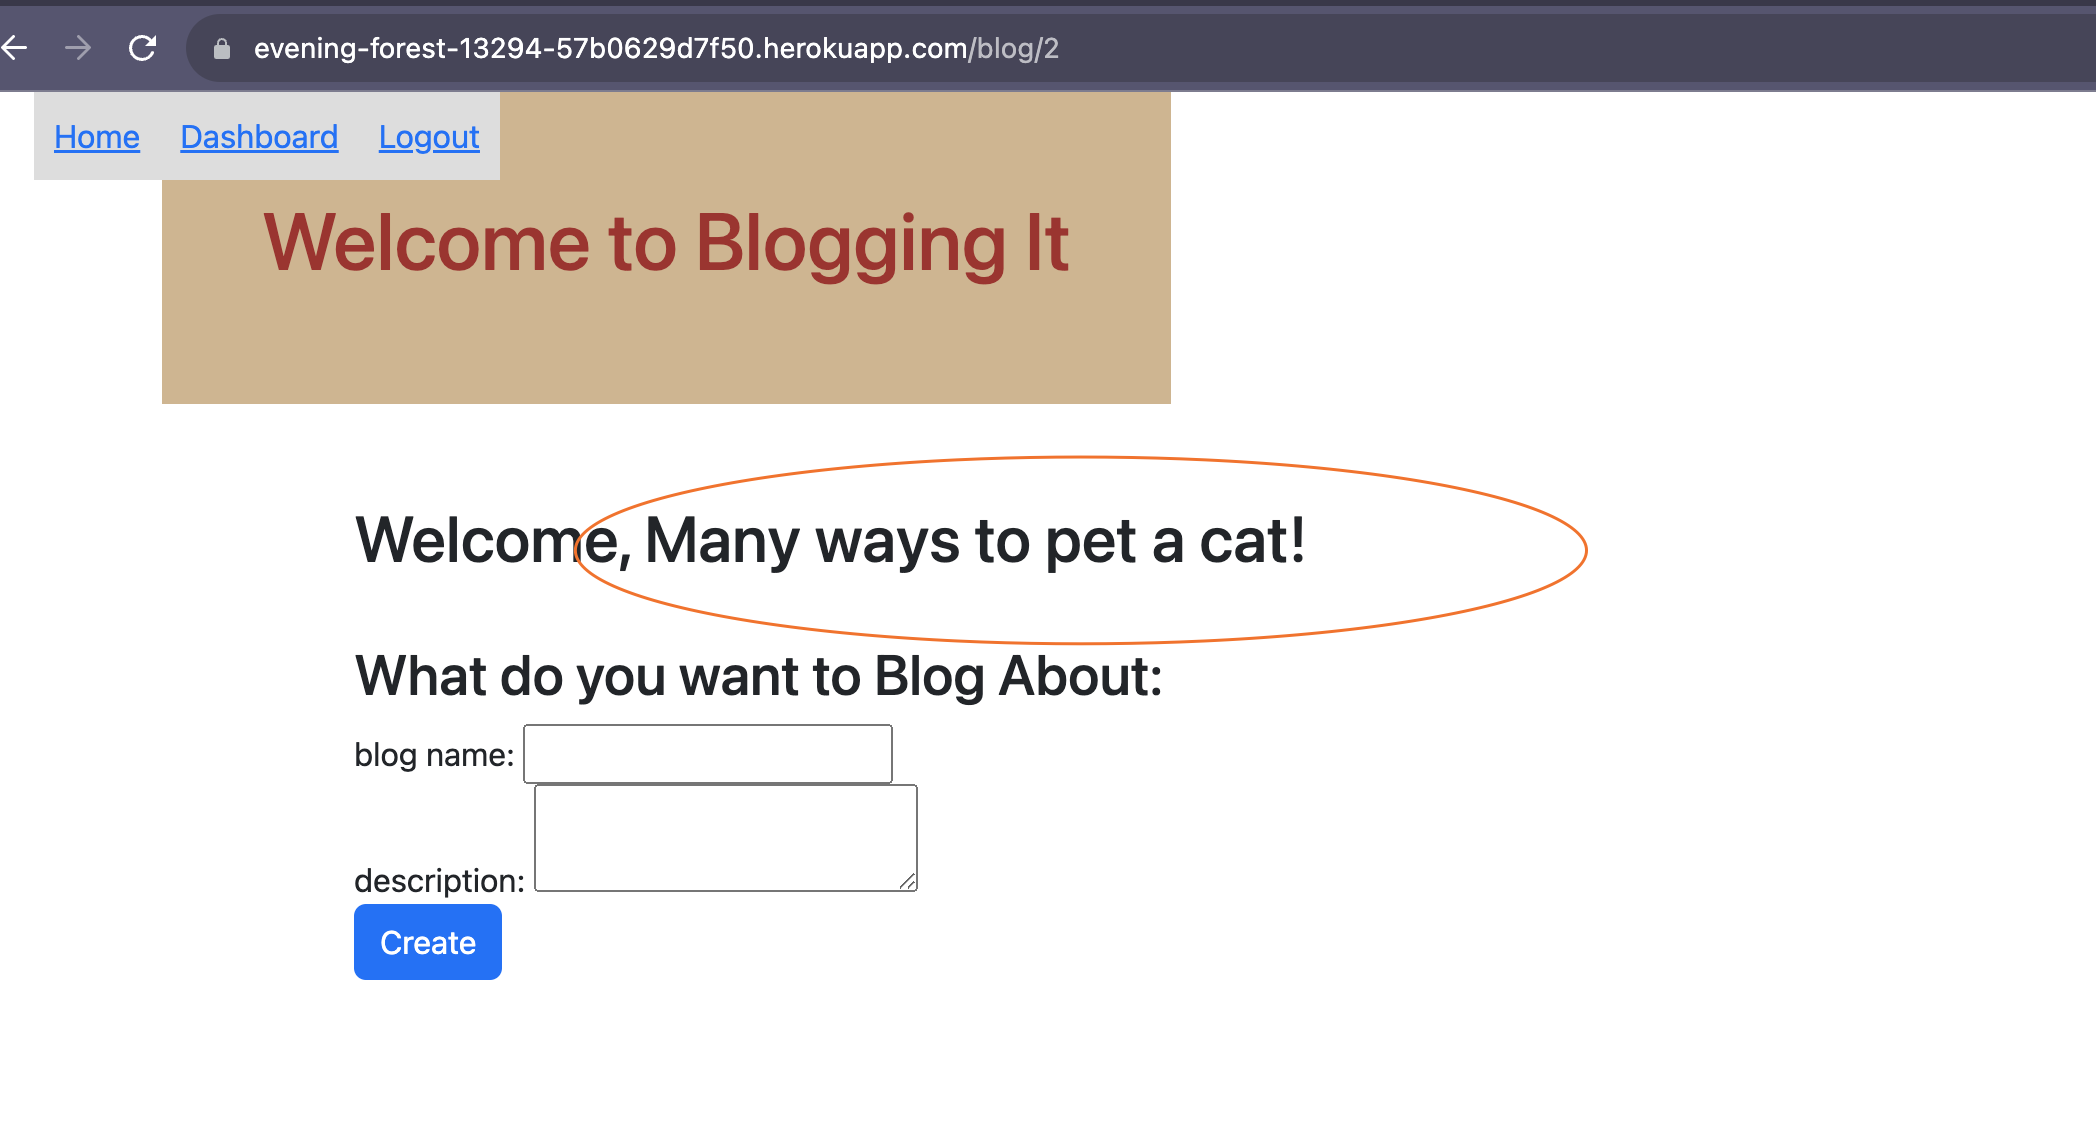 evening-forest-13294-57b0629d7f50.herokuapp.com/blog/2
Home Dashboard Logout
Welcome to Blogging It
Welcome, Many ways to pet a cat!
What do you want to Blog About:
blog name:
description:
Create